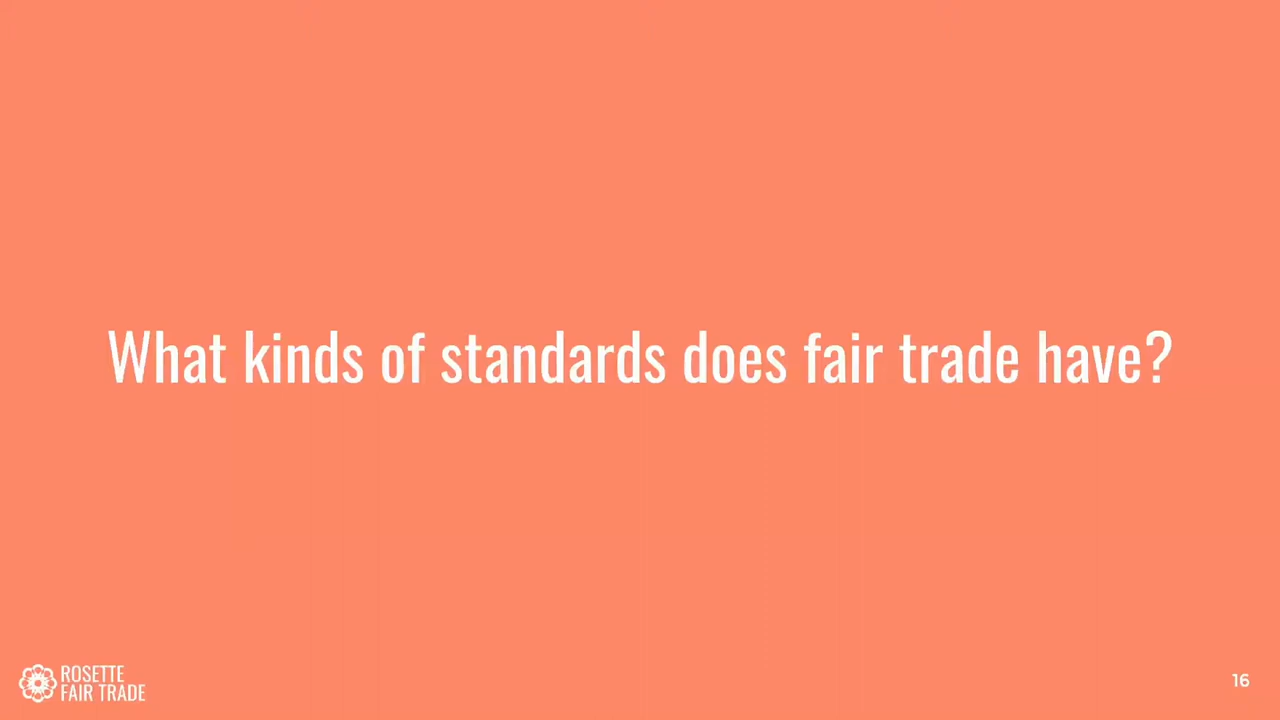 What kinds of standards does fair trade have?
ROSETTE
FAIR TRADE
16